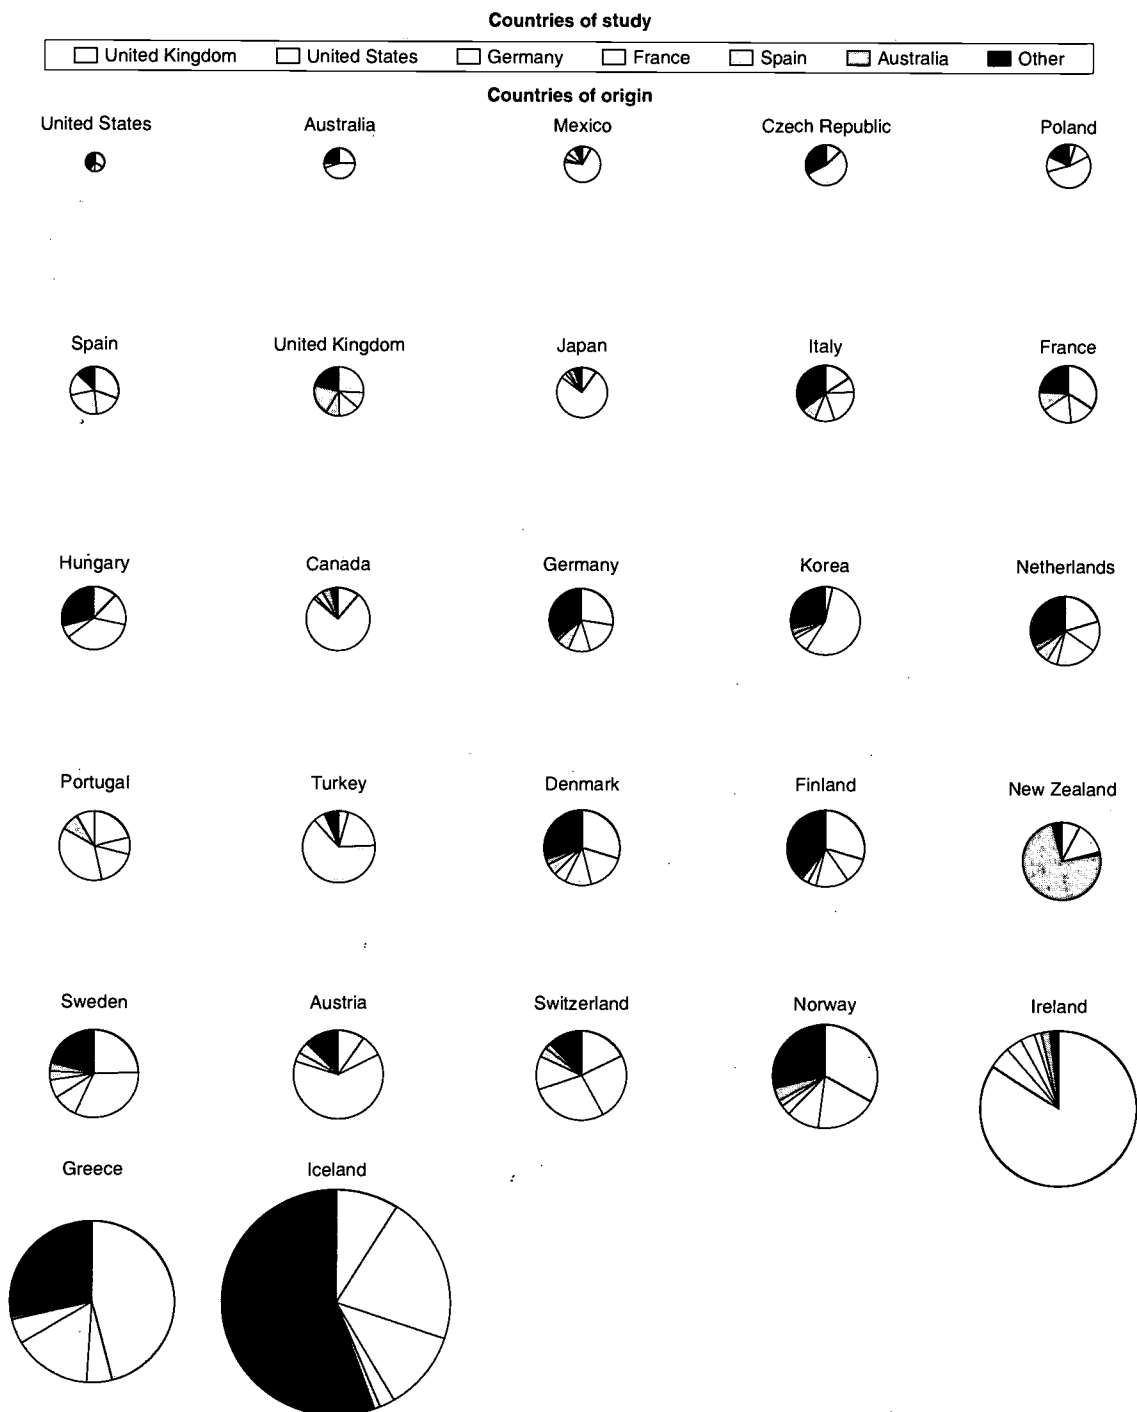 Countries of study
United Kingdom United States Germany France Spain Australia Other
Countries of origin
United States Australia Mexico Czech Republic Poland
Spain United Kingdom Japan Italy France
Hungary Canada Germany Korea Netherlands
Portugal Turkey Denmark Finland New Zealand
Sweden Austria Switzerland Norway Ireland
Greece Iceland